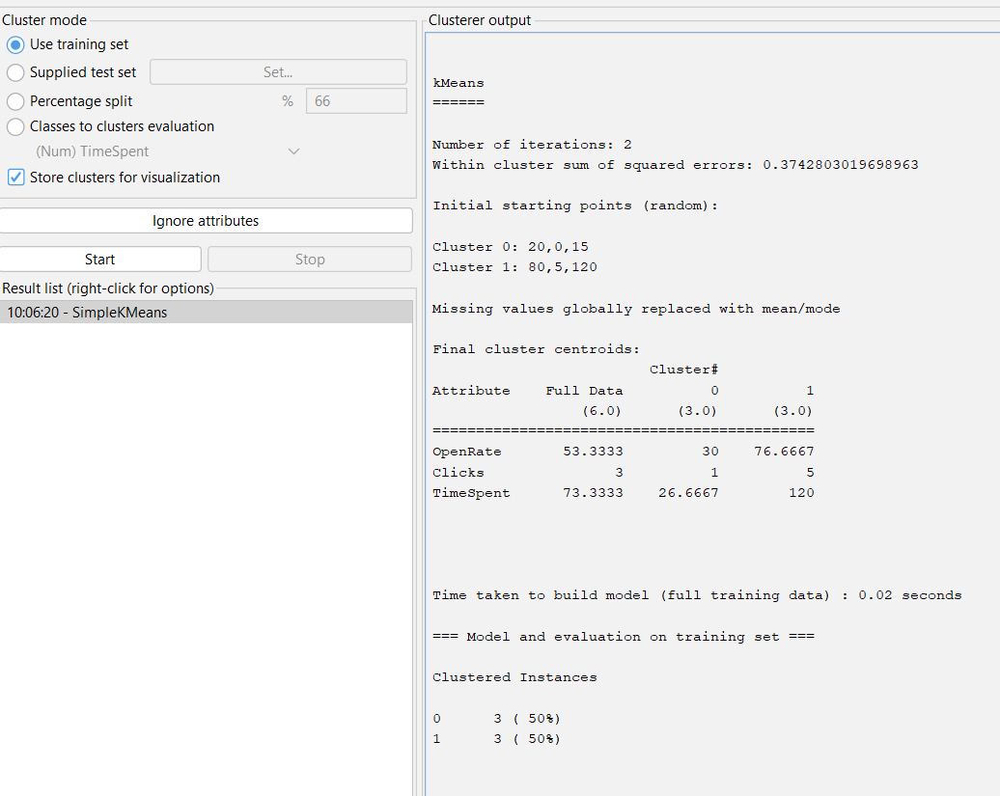 Cluster mode
Use training set
Supplied test set Set...
Percentage split % 66
Classes to clusters evaluation
(Num) TimeSpent
Store clusters for visualization
Ignore attributes
Start Stop
Result list (right-click for options)
10:06:20 - SimpleKMeans
Clusterer output
kMeans
======
Number of iterations: 2
Within cluster sum of squared errors: 0.3742803019698963
Initial starting points (random):
Cluster 0: 20,0,15
Cluster 1: 80,5,120
Missing values globally replaced with mean/mode
Final cluster centroids:
Cluster#
Attribute Full Data 0 1
(6.0) (3.0) (3.0)
============================================
OpenRate 53.3333 30 76.6667
Clicks 3 1 5
TimeSpent 73.3333 26.6667 120
Time taken to build model (full training data) : 0.02 seconds
=== Model and evaluation on training set ===
Clustered Instances
0 3 ( 50%)
1 3 ( 50%)